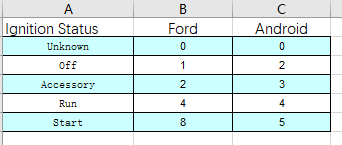 A B C
Ignition Status Ford Android
Unknown 0 0
Off 1 2
Accessory 2 3
Run 4 4
Start 8 5